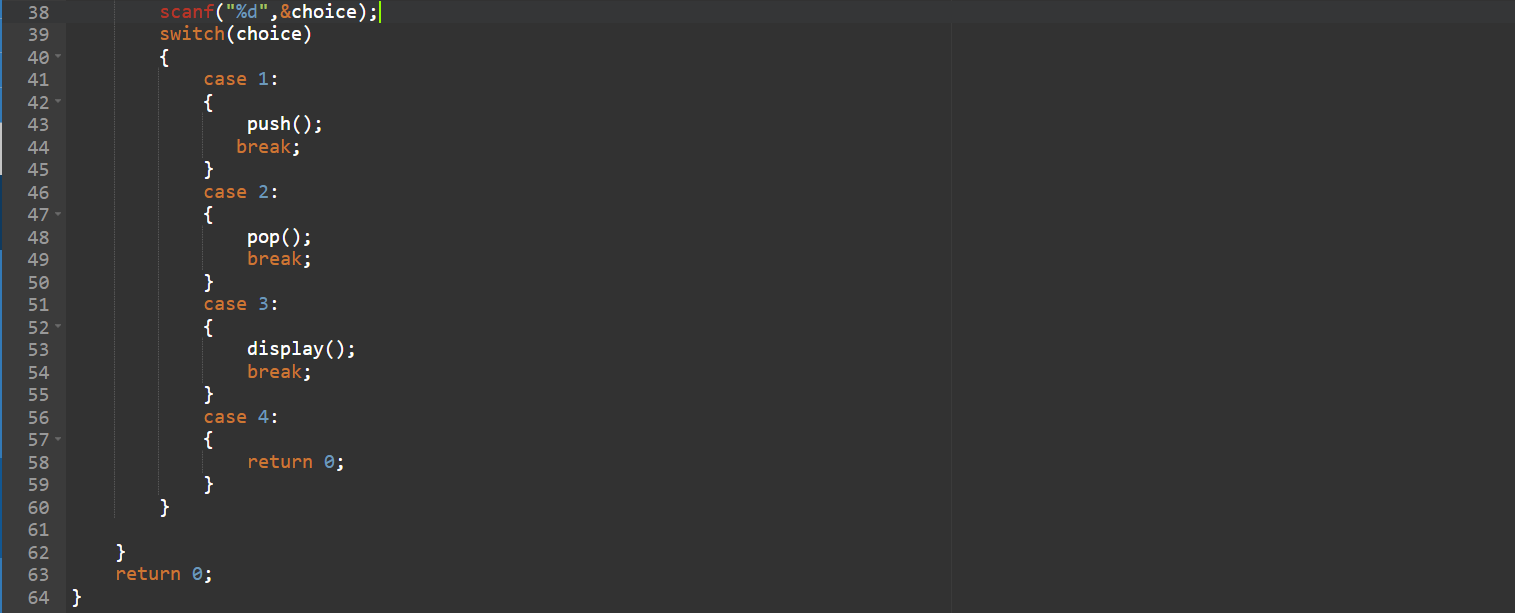 38 scanf("%d",&choice);
39 switch(choice)
40 {
41 case 1:
42 {
43 push();
44 break;
45 }
46 case 2:
47 {
48 pop();
49 break;
50 }
51 case 3:
52 {
53 display();
54 break;
55 }
56 case 4:
57 {
58 return 0;
59 }
60 }
61
62 }
63 return 0;
64 }